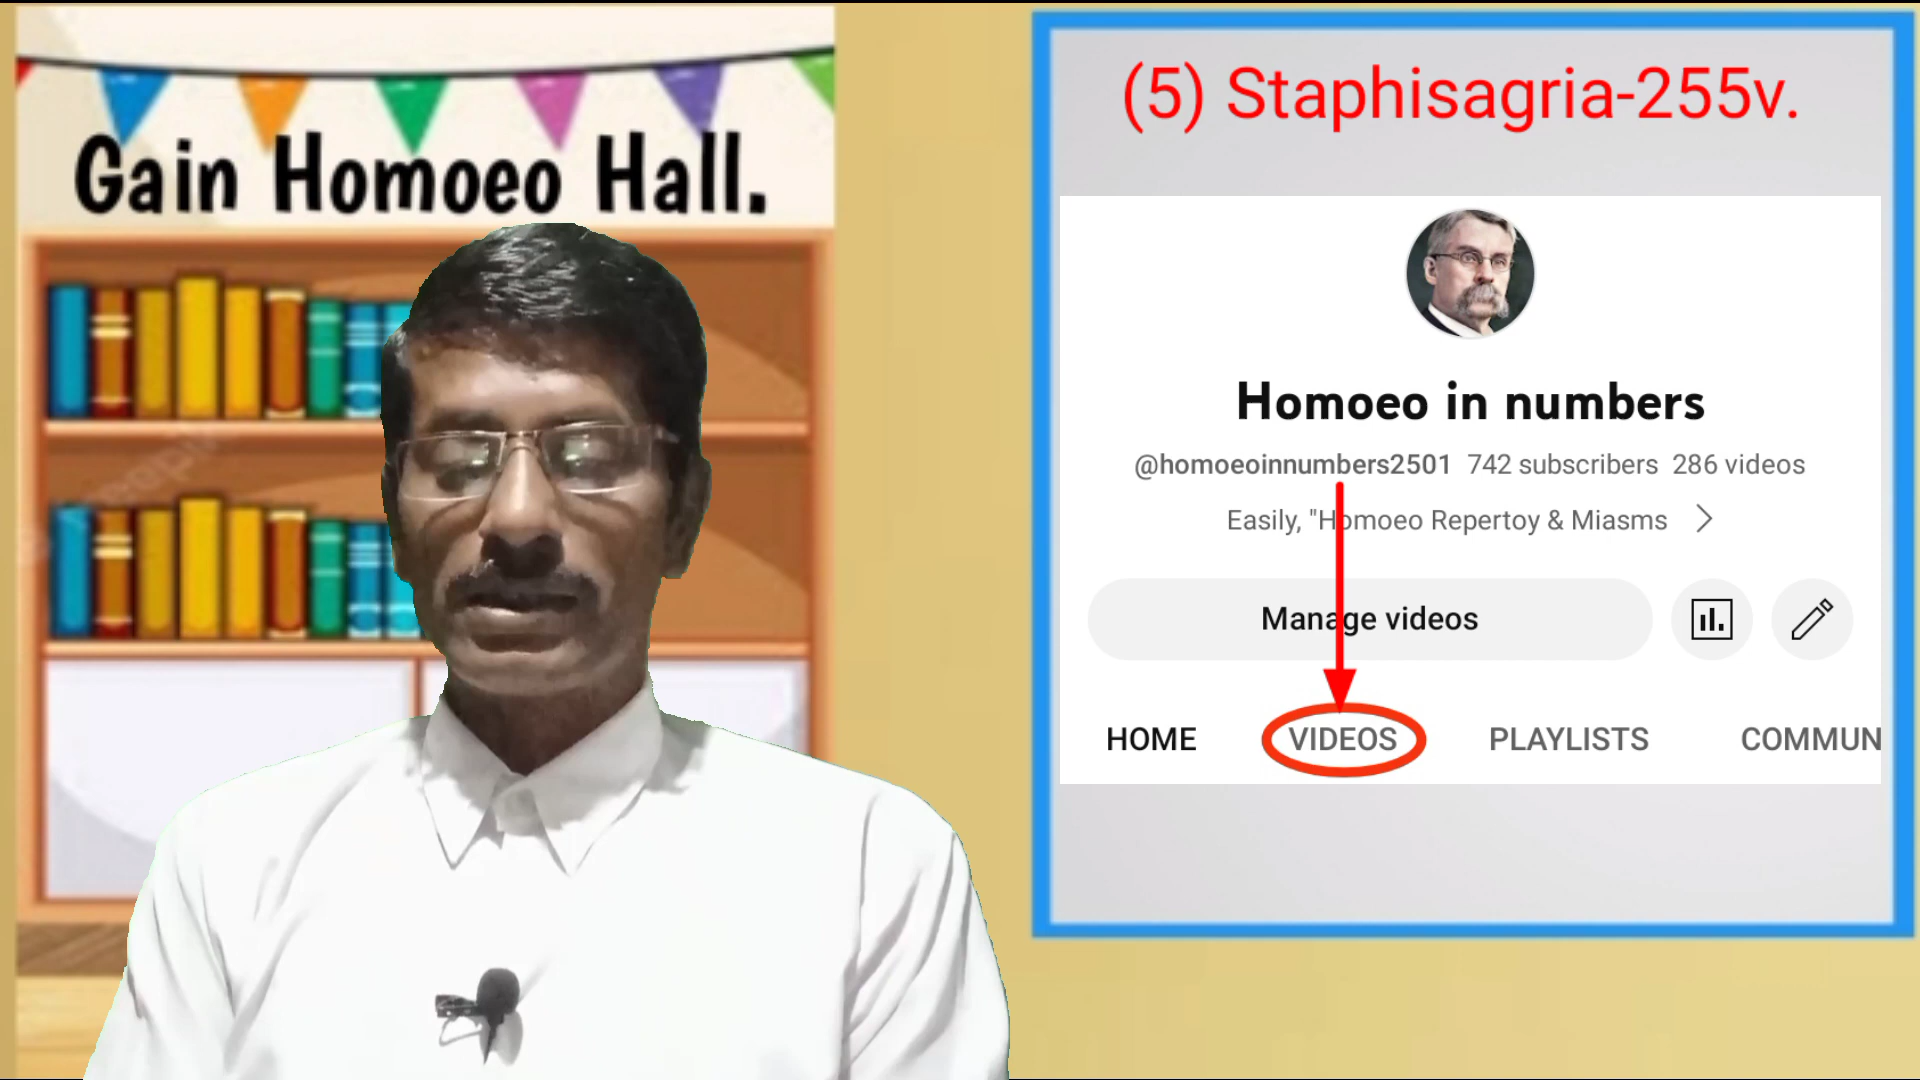 Gain Homoeo Hall.
(5) Staphisagria-255v.
Homoeo in numbers
@homoeoinnumbers2501 742 subscribers 286 videos
Easily, "Homoeo Repertoy & Miasms
Manage videos
HOME VIDEOS PLAYLISTS COMMUN